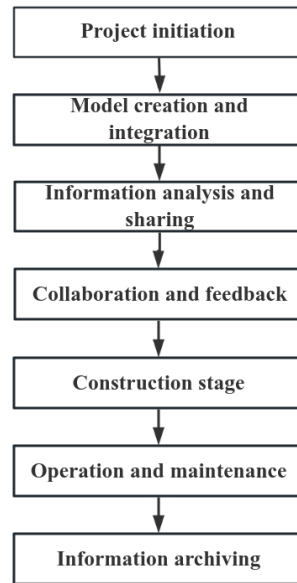 Project initiation
Model creation and
integration
Information analysis and
sharing
Collaboration and feedback
Construction stage
Operation and maintenance
Information archiving